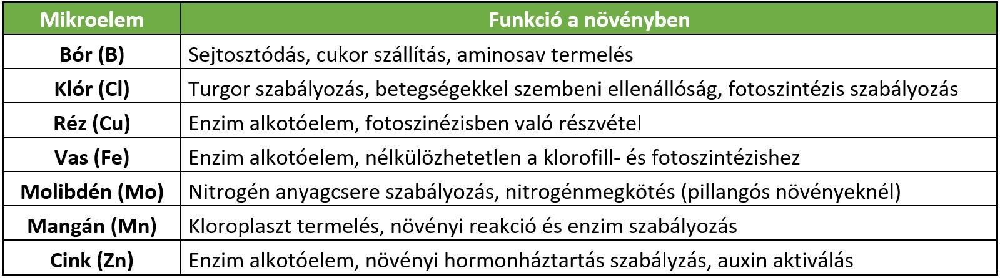 Mikroelem Funkció a növényben
Bór (B) Sejtosztódás, cukor szállítás, aminosav termelés
Klór (Cl) Turgor szabályozás, betegségekkel szembeni ellenállóság, fotoszintézis szabályozás
Réz (Cu) Enzim alkotóelem, fotoszinézisben való részvétel
Vas (Fe) Enzim alkotóelem, nélkülözhetetlen a klorofill- és fotoszintézishez
Molibdén (Mo) Nitrogén anyagcsere szabályozás, nitrogénmegkötés (pillangós növényeknél)
Mangán (Mn) Kloroplaszt termelés, növényi reakció és enzim szabályozás
Cink (Zn) Enzim alkotóelem, növényi hormonháztartás szabályzás, auxin aktiválás